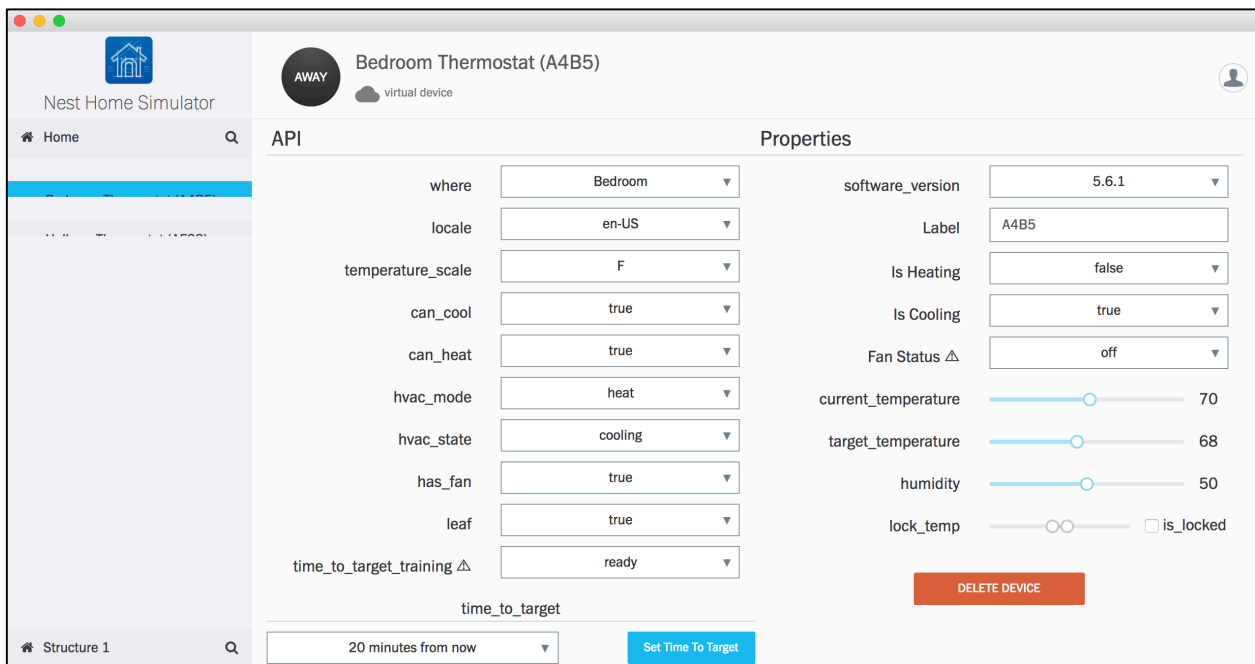 Nest Home Simulator
Home
Structure 1
AWAY
Bedroom Thermostat (A4B5)
virtual device
API
where Bedroom
locale en-US
temperature_scale F
can_cool true
can_heat true
hvac_mode heat
hvac_state cooling
has_fan true
leaf true
time_to_target_training ready
time_to_target
20 minutes from now Set Time To Target
Properties
software_version 5.6.1
Label A4B5
Is Heating false
Is Cooling true
Fan Status off
current_temperature 70
target_temperature 68
humidity 50
lock_temp is_locked
DELETE DEVICE